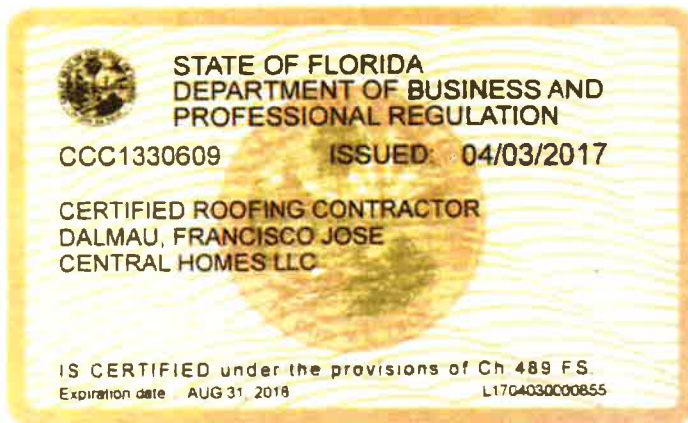 STATE OF FLORIDA
DEPARTMENT OF BUSINESS AND
PROFESSIONAL REGULATION
CCC1330609 ISSUED: 04/03/2017
CERTIFIED ROOFING CONTRACTOR
DALMAU, FRANCISCO JOSE
CENTRAL HOMES LLC
IS CERTIFIED under the provisions of Ch 489 FS.
Expiration date AUG 31, 2018 L1704030000855